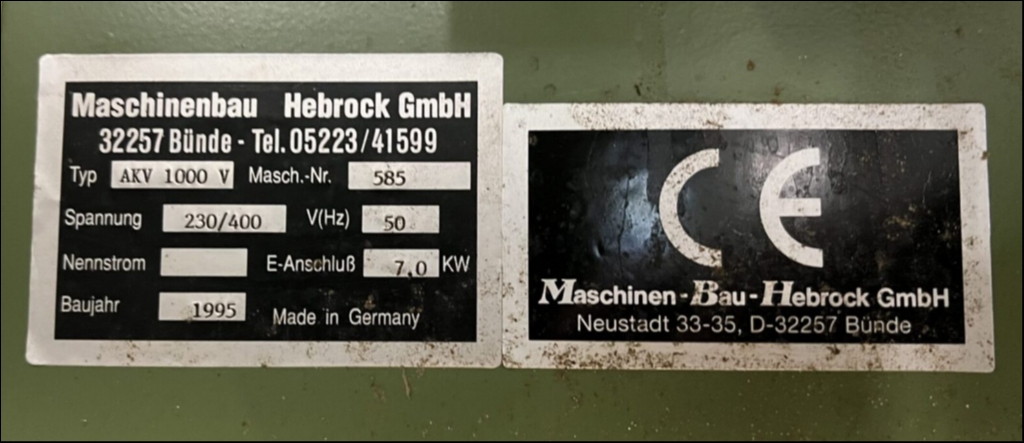 Maschinenbau Hebrock GmbH
32257 Bünde - Tel. 05223/41599
Typ AKV 1000 V Masch.-Nr. 585
Spannung 230/400 V(Hz) 50
Nennstrom E-Anschluß 7,0 KW
Baujahr 1995 Made in Germany
CE
Maschinen-Bau-Hebrock GmbH
Neustadt 33-35, D-32257 Bünde